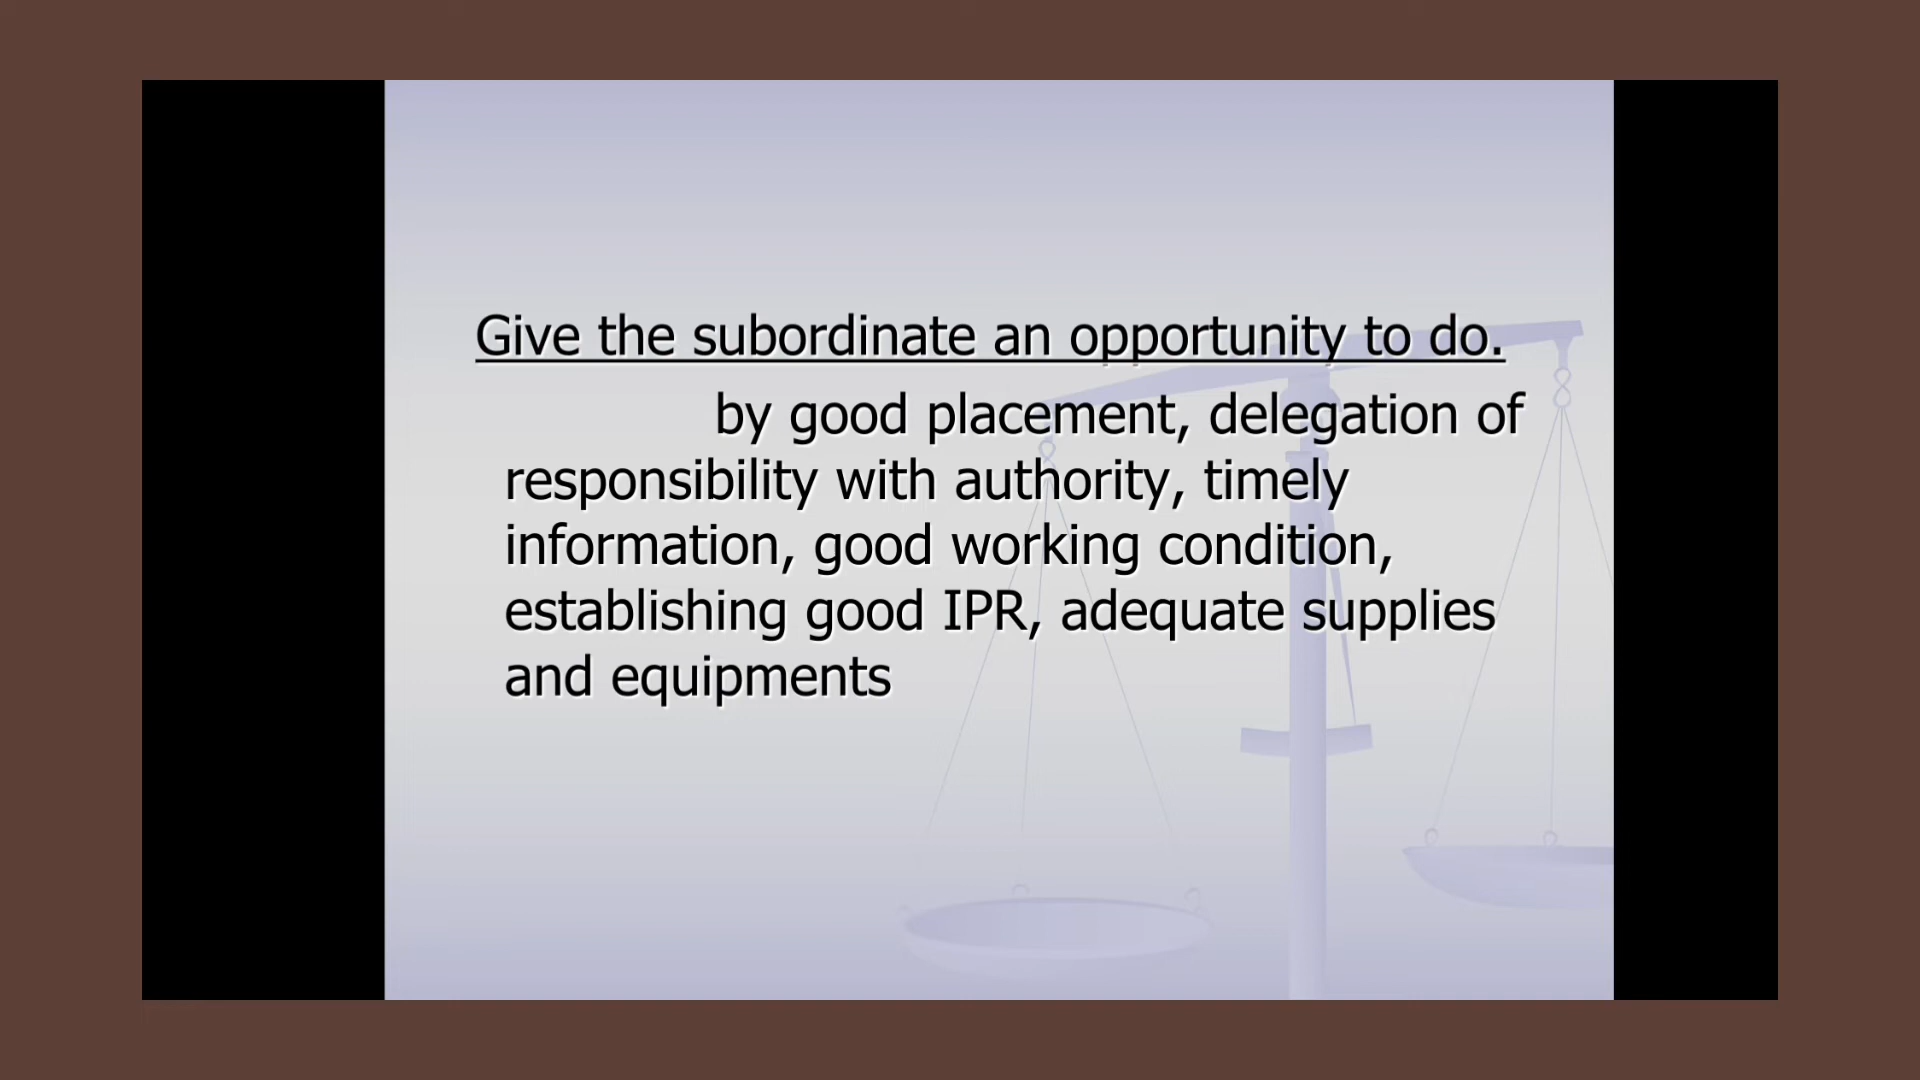 Give the subordinate an opportunity to do.
by good placement, delegation of
responsibility with authority, timely
information, good working condition,
establishing good IPR, adequate supplies
and equipments